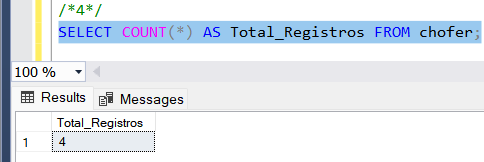 /*4*/
SELECT COUNT(*) AS Total_Registros FROM chofer;
100 %
Results Messages
Total_Registros
1 4